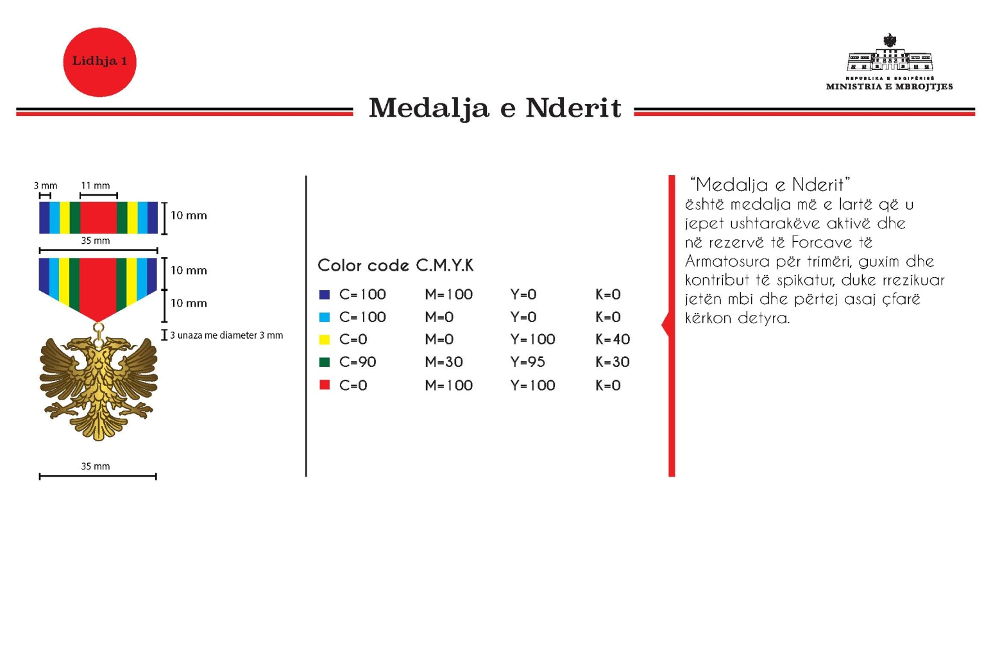 Lidhja 1
REPUBLIKA E SHQIPËRISË
MINISTRIA E MBROJTJES
Medalja e Nderit
3 mm
11 mm
10 mm
35 mm
10 mm
10 mm
3 unaza me diameter 3 mm
35 mm
Color code C.M.Y.K
C=100 M=100 Y=0 K=0
C=100 M=0 Y=0 K=0
C=0 M=0 Y=100 K=40
C=90 M=30 Y=95 K=30
C=0 M=100 Y=100 K=0
“Medalja e Nderit”
është medalja më e lartë që u
jepet ushtarakëve aktivë dhe
në rezervë të Forcave të
Armatosura për trimëri, guxim dhe
kontribut të spikatur, duke rrezikuar
jetën mbi dhe përtej asaj çfarë
kërkon detyra.